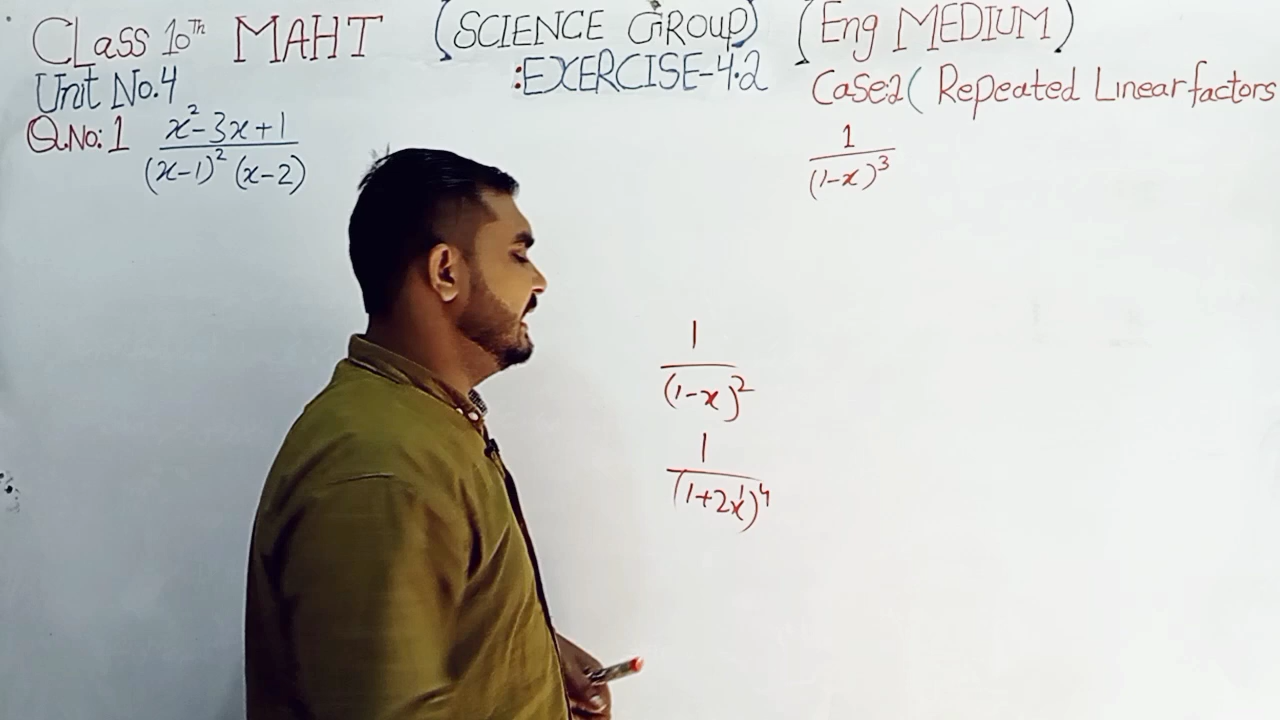 Class 10th MAHT (SCIENCE GROUP) (Eng MEDIUM)
Unit No.4 :EXERCISE-4.2 Case:2( Repeated Linear factors
Q.No: 1 x²-3x+1 / (x-1)² (x-2)
1 / (1-x)³
1 / (1-x)²
1 / (1+2x¹)⁴